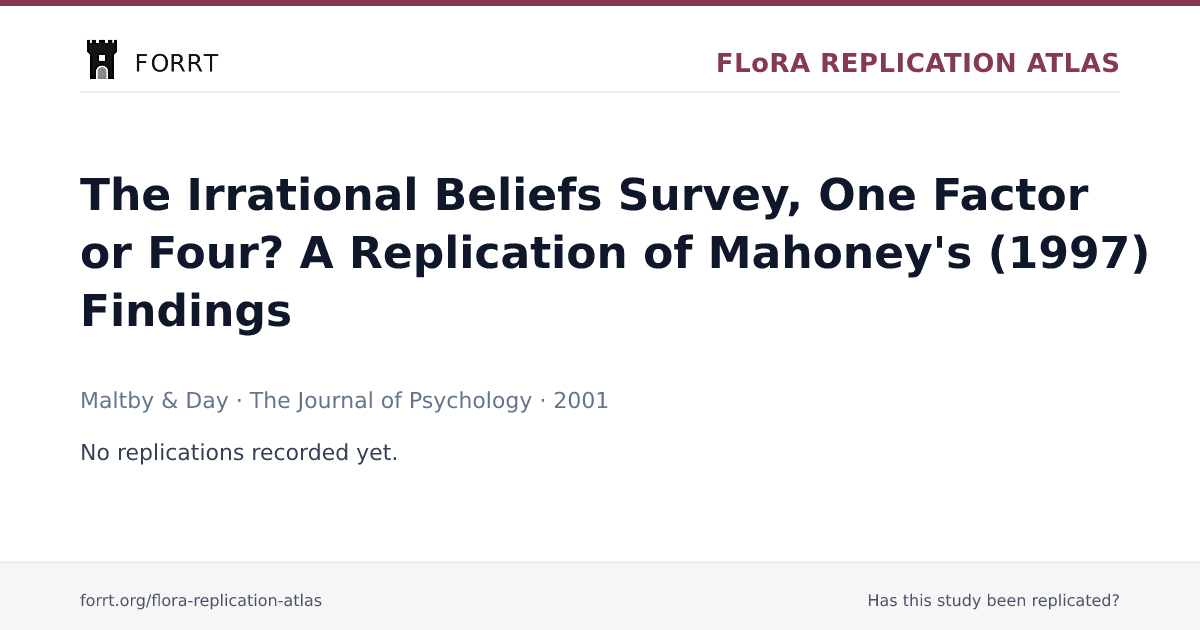 FORRT
FLoRA REPLICATION ATLAS
The Irrational Beliefs Survey, One Factor
or Four? A Replication of Mahoney's (1997)
Findings
Maltby & Day · The Journal of Psychology · 2001
No replications recorded yet.
forrt.org/flora-replication-atlas
Has this study been replicated?